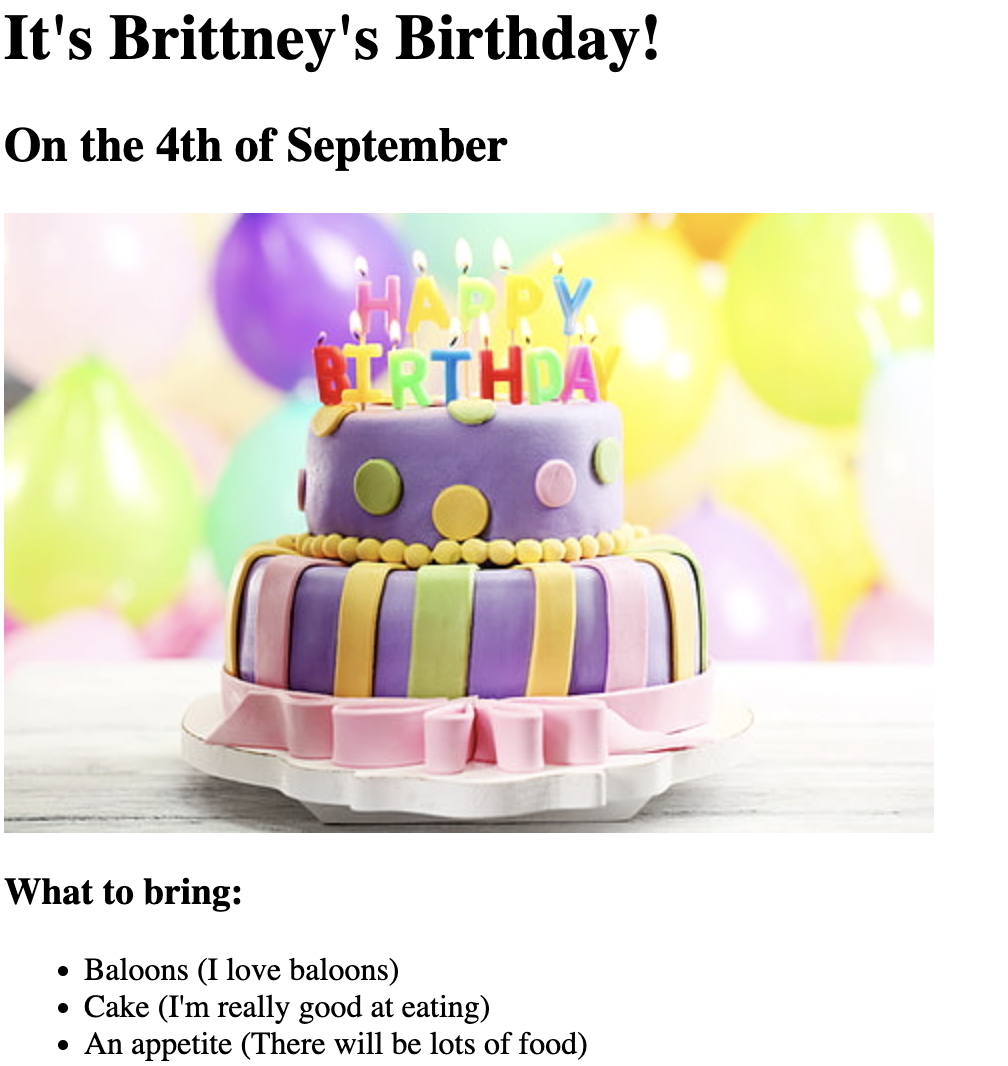 It's Brittney's Birthday!
On the 4th of September
HAPPY
BIRTHDAY
What to bring:
Baloons (I love baloons)
Cake (I'm really good at eating)
An appetite (There will be lots of food)